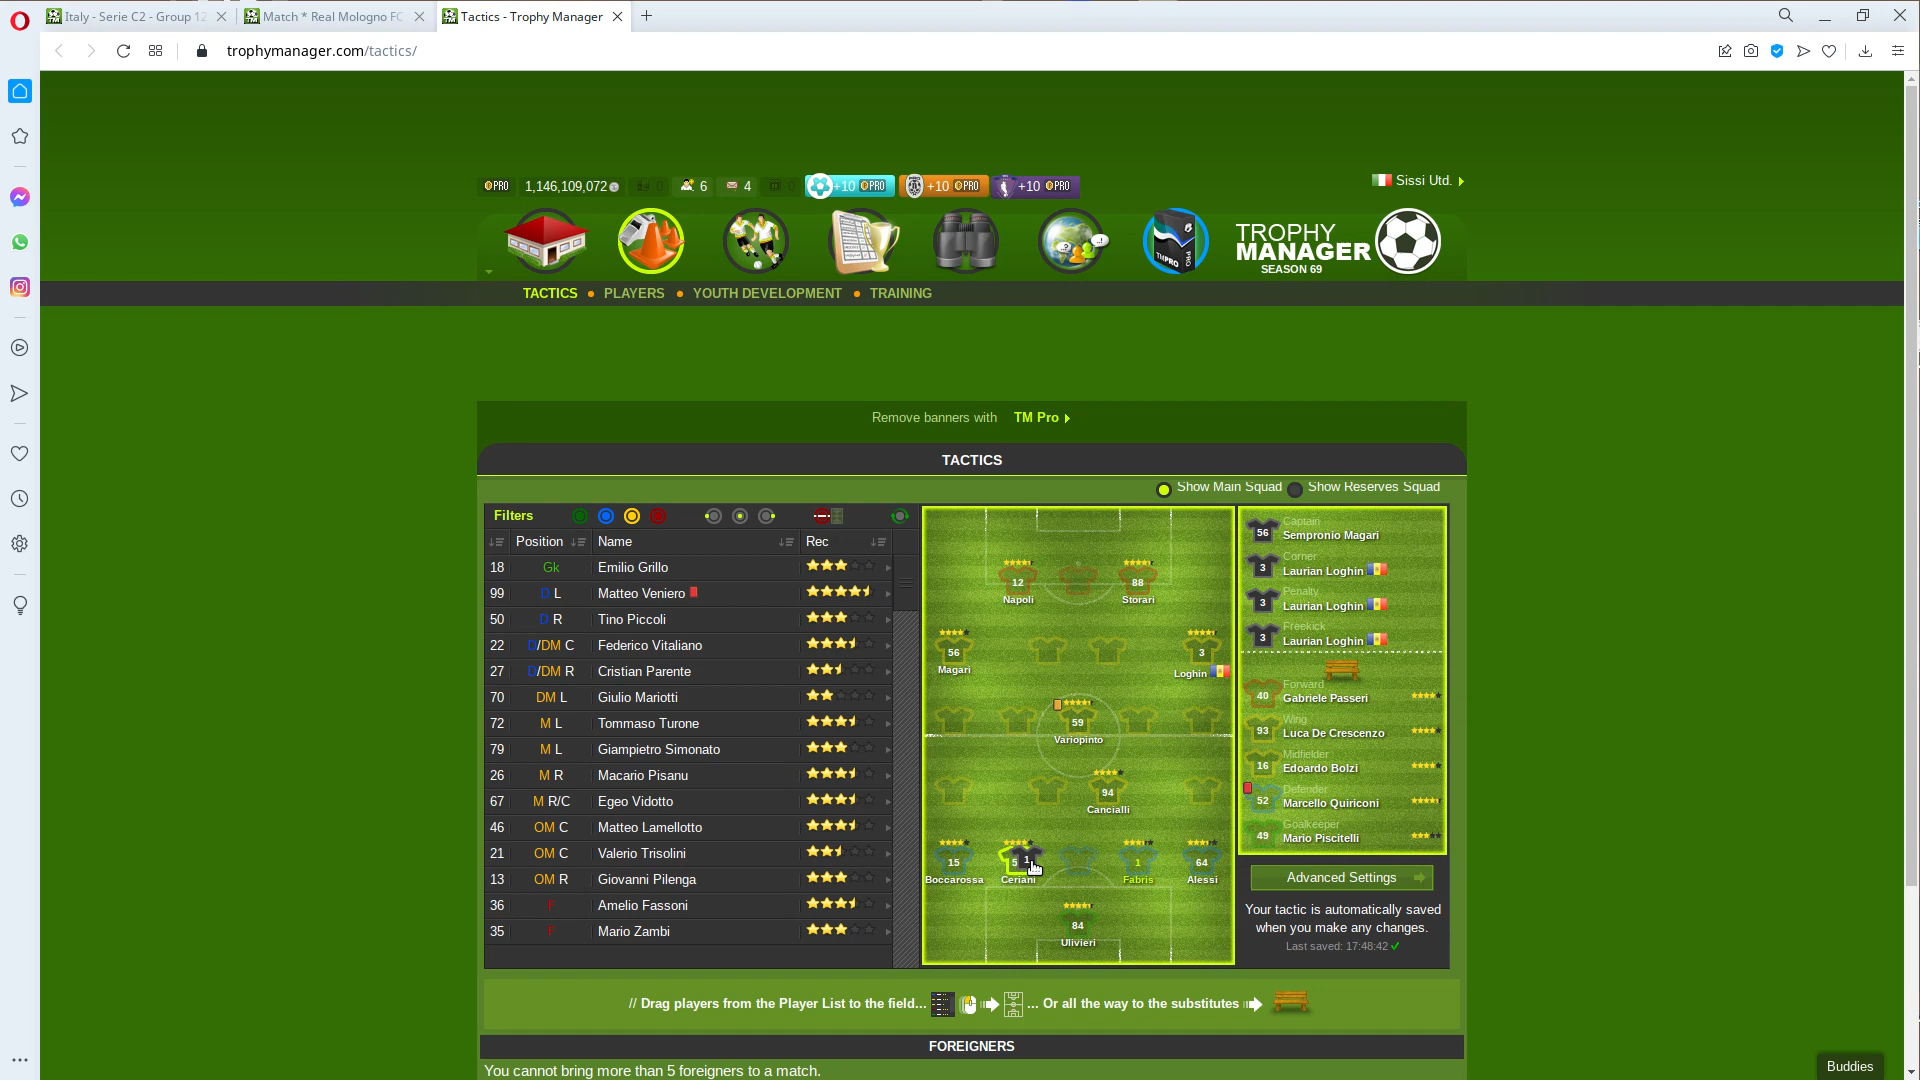 Italy - Serie C2 - Group 12
Match * Real Mologno FC
Tactics - Trophy Manager
trophymanager.com/tactics/
PRO
1,146,109,072
0
6
4
0
+10 PRO
+10 PRO
+10 PRO
Sissi Utd.
TROPHY
MANAGER
SEASON 69
TACTICS
PLAYERS
YOUTH DEVELOPMENT
TRAINING
Remove banners with TM Pro
TACTICS
Show Main Squad
Show Reserves Squad
Filters
Position Name Rec
18 Gk Emilio Grillo
99 D L Matteo Veniero
50 D R Tino Piccoli
22 D/DM C Federico Vitaliano
27 D/DM R Cristian Parente
70 DM L Giulio Mariotti
72 M L Tommaso Turone
79 M L Giampietro Simonato
26 M R Macario Pisanu
67 M R/C Egeo Vidotto
46 OM C Matteo Lamellotto
21 OM C Valerio Trisolini
13 OM R Giovanni Pilenga
36 F Amelio Fassoni
35 F Mario Zambi
12 88
Napoli Storari
56 3
Magari Loghin
59
Variopinto
94
Cancialli
15 5 1 1 64
Boccarossa Ceriani Fabris Alessi
84
Ulivieri
Captain
56 Sempronio Magari
Corner
3 Laurian Loghin
Penalty
3 Laurian Loghin
Freekick
3 Laurian Loghin
Forward
40 Gabriele Passeri
Wing
93 Luca De Crescenzo
Midfielder
16 Edoardo Bolzi
Defender
52 Marcello Quiriconi
Goalkeeper
49 Mario Piscitelli
Advanced Settings
Your tactic is automatically saved
when you make any changes.
Last saved: 17:48:42
// Drag players from the Player List to the field... ... Or all the way to the substitutes
FOREIGNERS
You cannot bring more than 5 foreigners to a match.
Buddies